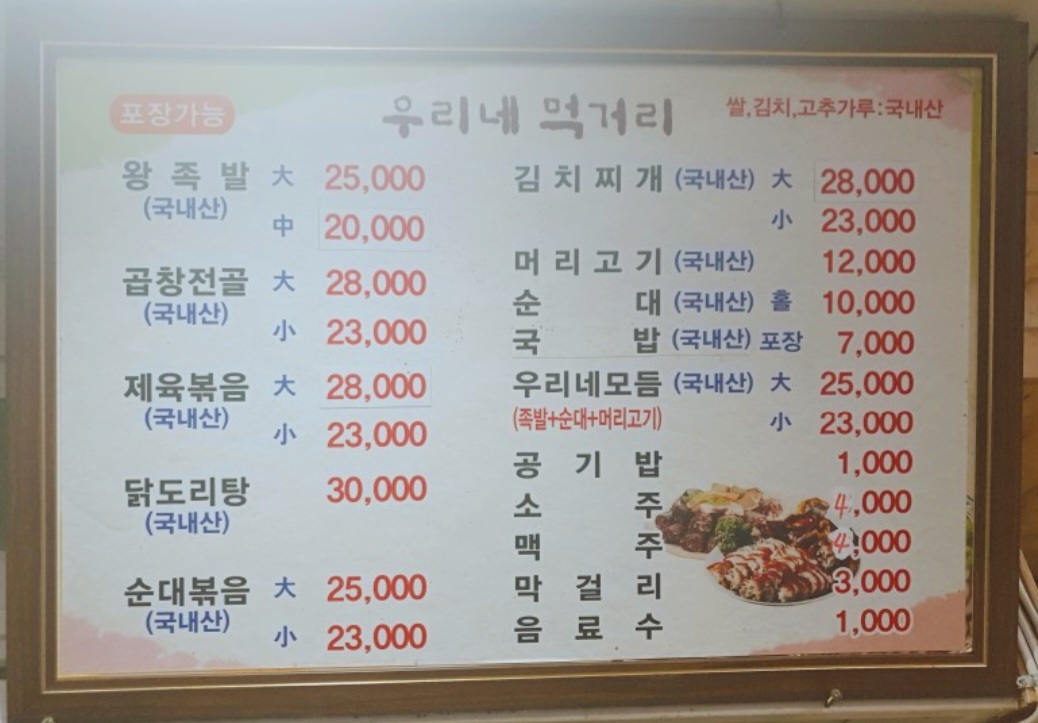 포장가능
우리네 먹거리
쌀,김치,고추가루:국내산
왕족발 大 25,000
(국내산)
中 20,000
곱창전골 大 28,000
(국내산)
小 23,000
제육볶음 大 28,000
(국내산)
小 23,000
닭도리탕 30,000
(국내산)
순대볶음 大 25,000
(국내산)
小 23,000
김치찌개 (국내산) 大 28,000
小 23,000
머리고기 (국내산) 12,000
순대 (국내산) 홀 10,000
국밥 (국내산) 포장 7,000
우리네모듬 (국내산) 大 25,000
(족발+순대+머리고기) 小 23,000
공기밥 1,000
소주 4,000
맥주 4,000
막걸리 3,000
음료수 1,000